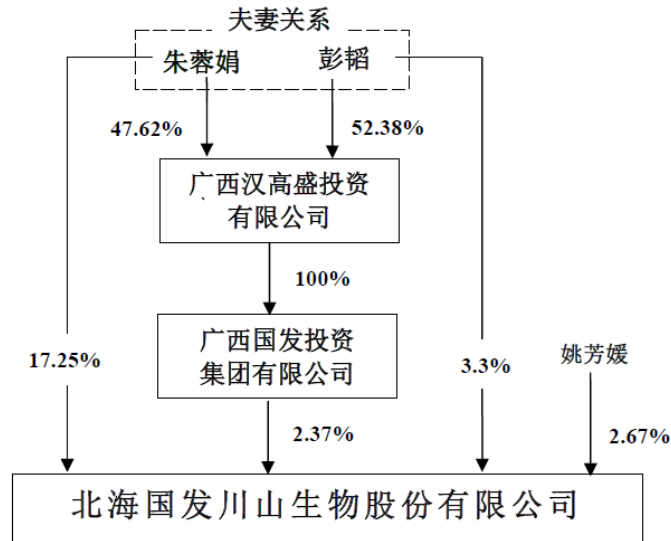 夫妻关系
朱蓉娟
彭韬
47.62%
52.38%
广西汉高盛投资
有限公司
100%
广西国发投资
集团有限公司
17.25%
3.3%
姚芳媛
2.37%
2.67%
北海国发川山生物股份有限公司